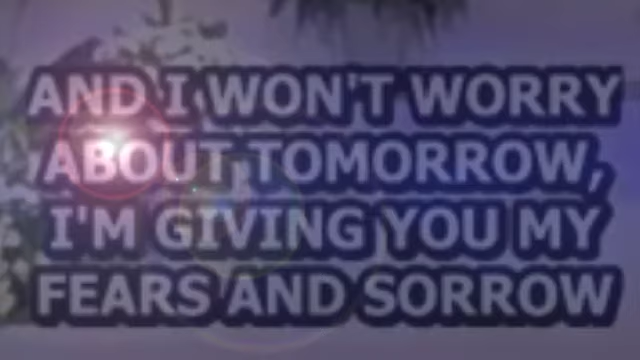 AND I WON'T WORRY
ABOUT TOMORROW,
I'M GIVING YOU MY
FEARS AND SORROW